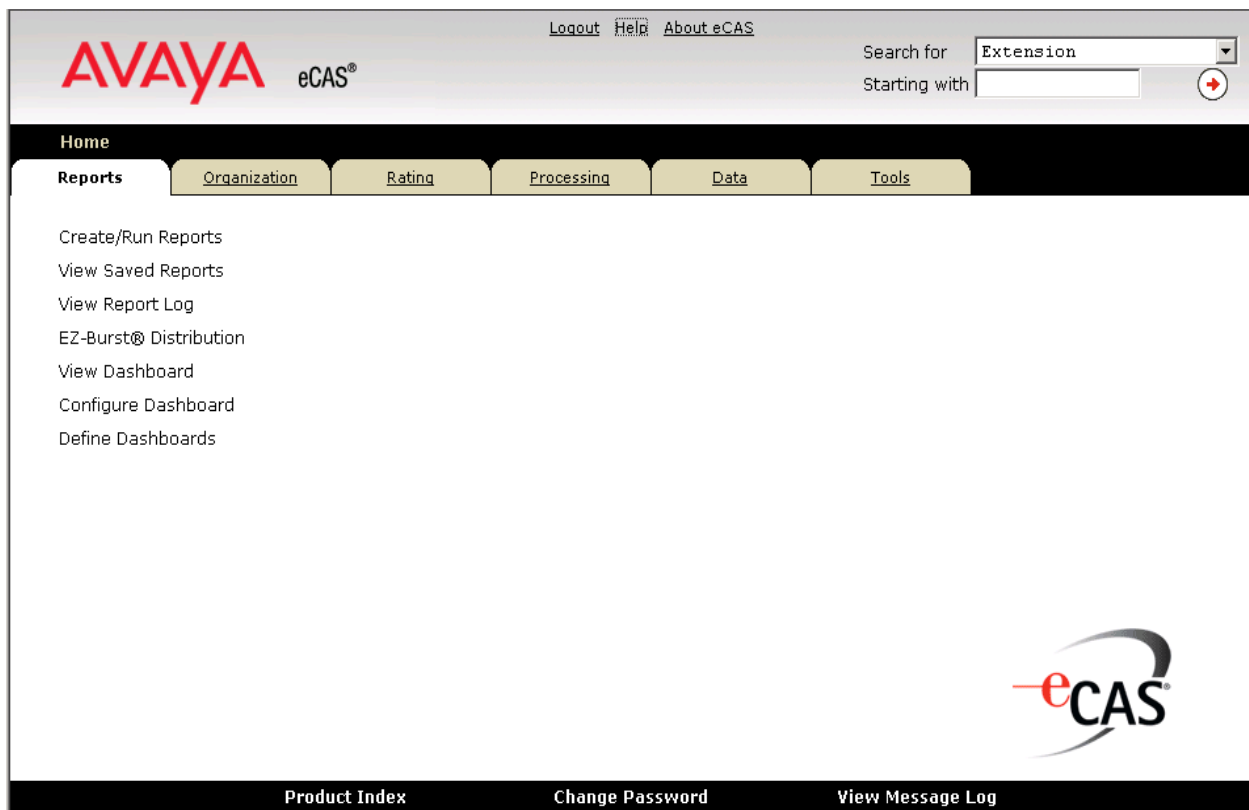 Logout Help About eCAS
AVAYA eCAS®
Search for Extension
Starting with
Home
Reports Organization Rating Processing Data Tools
Create/Run Reports
View Saved Reports
View Report Log
EZ-Burst® Distribution
View Dashboard
Configure Dashboard
Define Dashboards
eCAS®
Product Index Change Password View Message Log